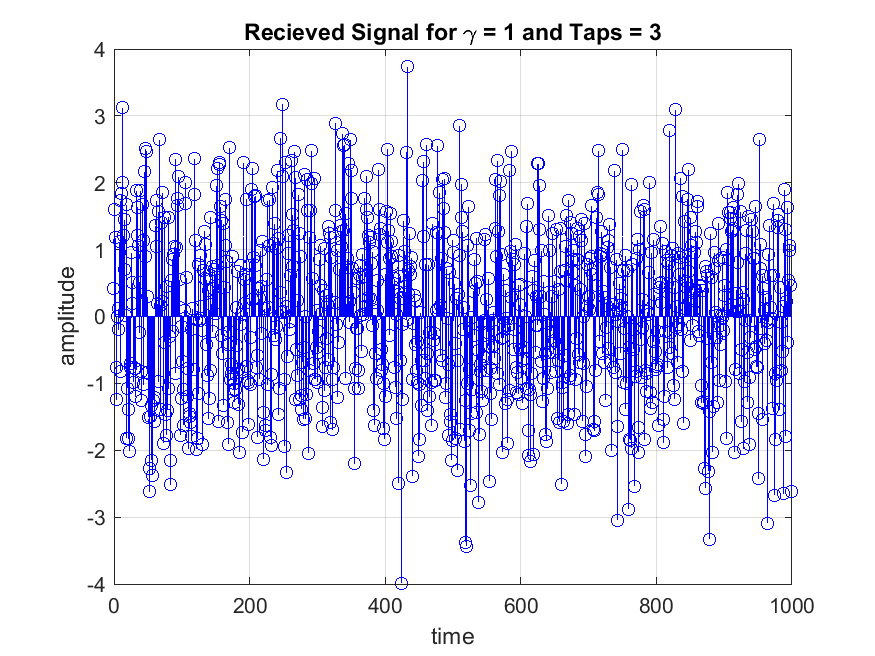 Recieved Signal for γ = 1 and Taps = 3
4
3
2
1
0
-1
-2
-3
-4
amplitude
0 200 400 600 800 1000
time